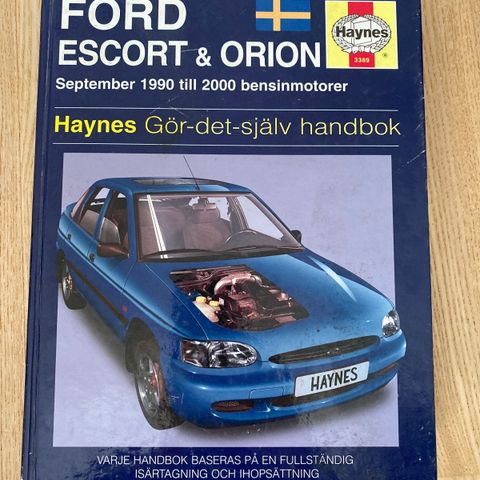 FORD
ESCORT & ORION
Haynes
3389
September 1990 till 2000 bensinmotorer
Haynes Gör-det-själv handbok
HAYNES
VARJE HANDBOK BASERAS PÅ EN FULLSTÄNDIG
ISÄRTAGNING OCH IHOPSÄTTNING